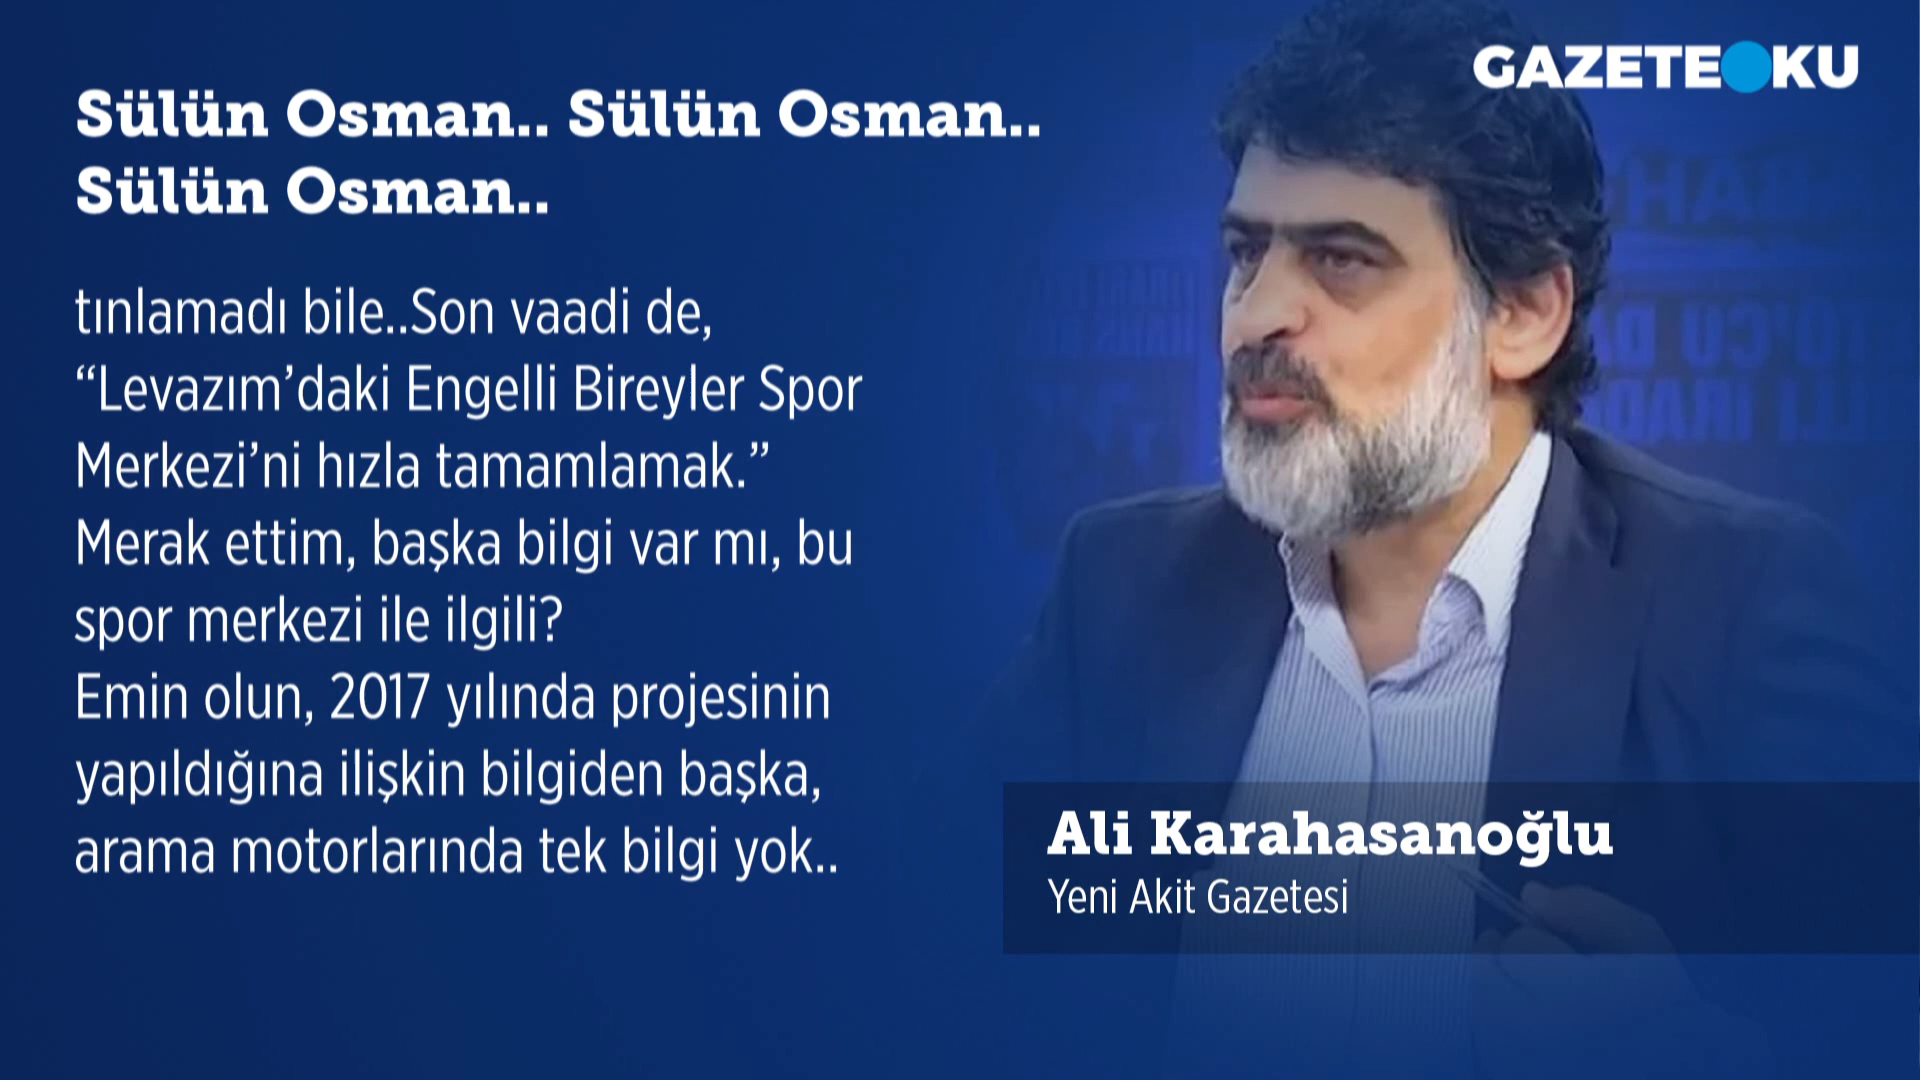 GAZETE KU
Sülün Osman.. Sülün Osman..
Sülün Osman..
tınlamadı bile..Son vaadi de,
“Levazım’daki Engelli Bireyler Spor
Merkezi’ni hızla tamamlamak.”
Merak ettim, başka bilgi var mı, bu
spor merkezi ile ilgili?
Emin olun, 2017 yılında projesinin
yapıldığına ilişkin bilgiden başka,
arama motorlarında tek bilgi yok..
Ali Karahasanoğlu
Yeni Akit Gazetesi